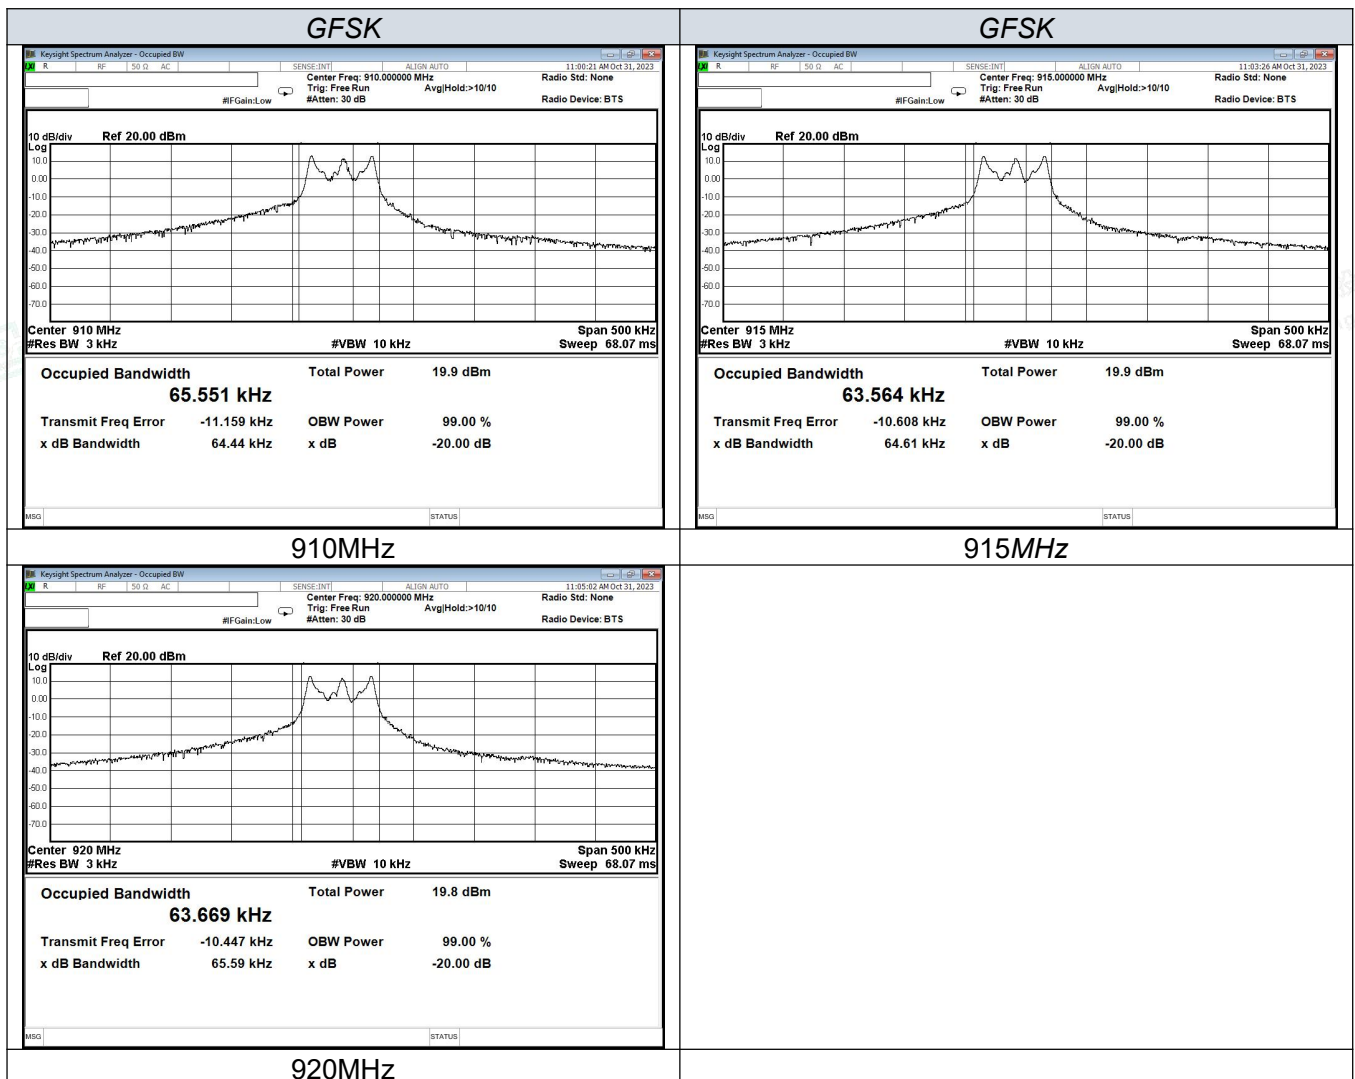 GFSK
GFSK
Keysight Spectrum Analyzer - Occupied BW
LXI R RF 50 Ω AC SENSE:INT ALIGN AUTO 11:00:21 AM Oct 31, 2023
Center Freq: 910.000000 MHz Radio Std: None
Trig: Free Run Avg|Hold:>10/10
#IFGain:Low #Atten: 30 dB Radio Device: BTS
10 dB/div Ref 20.00 dBm
Log
10.0
0.00
-10.0
-20.0
-30.0
-40.0
-50.0
-60.0
-70.0
Center 910 MHz Span 500 kHz
#Res BW 3 kHz #VBW 10 kHz Sweep 68.07 ms
Occupied Bandwidth Total Power 19.9 dBm
65.551 kHz
Transmit Freq Error -11.159 kHz OBW Power 99.00 %
x dB Bandwidth 64.44 kHz x dB -20.00 dB
MSG STATUS
Keysight Spectrum Analyzer - Occupied BW
LXI R RF 50 Ω AC SENSE:INT ALIGN AUTO 11:03:26 AM Oct 31, 2023
Center Freq: 915.000000 MHz Radio Std: None
Trig: Free Run Avg|Hold:>10/10
#IFGain:Low #Atten: 30 dB Radio Device: BTS
10 dB/div Ref 20.00 dBm
Log
10.0
0.00
-10.0
-20.0
-30.0
-40.0
-50.0
-60.0
-70.0
Center 915 MHz Span 500 kHz
#Res BW 3 kHz #VBW 10 kHz Sweep 68.07 ms
Occupied Bandwidth Total Power 19.9 dBm
63.564 kHz
Transmit Freq Error -10.608 kHz OBW Power 99.00 %
x dB Bandwidth 64.61 kHz x dB -20.00 dB
MSG STATUS
910MHz
915MHz
Keysight Spectrum Analyzer - Occupied BW
LXI R RF 50 Ω AC SENSE:INT ALIGN AUTO 11:05:02 AM Oct 31, 2023
Center Freq: 920.000000 MHz Radio Std: None
Trig: Free Run Avg|Hold:>10/10
#IFGain:Low #Atten: 30 dB Radio Device: BTS
10 dB/div Ref 20.00 dBm
Log
10.0
0.00
-10.0
-20.0
-30.0
-40.0
-50.0
-60.0
-70.0
Center 920 MHz Span 500 kHz
#Res BW 3 kHz #VBW 10 kHz Sweep 68.07 ms
Occupied Bandwidth Total Power 19.8 dBm
63.669 kHz
Transmit Freq Error -10.447 kHz OBW Power 99.00 %
x dB Bandwidth 65.59 kHz x dB -20.00 dB
MSG STATUS
920MHz